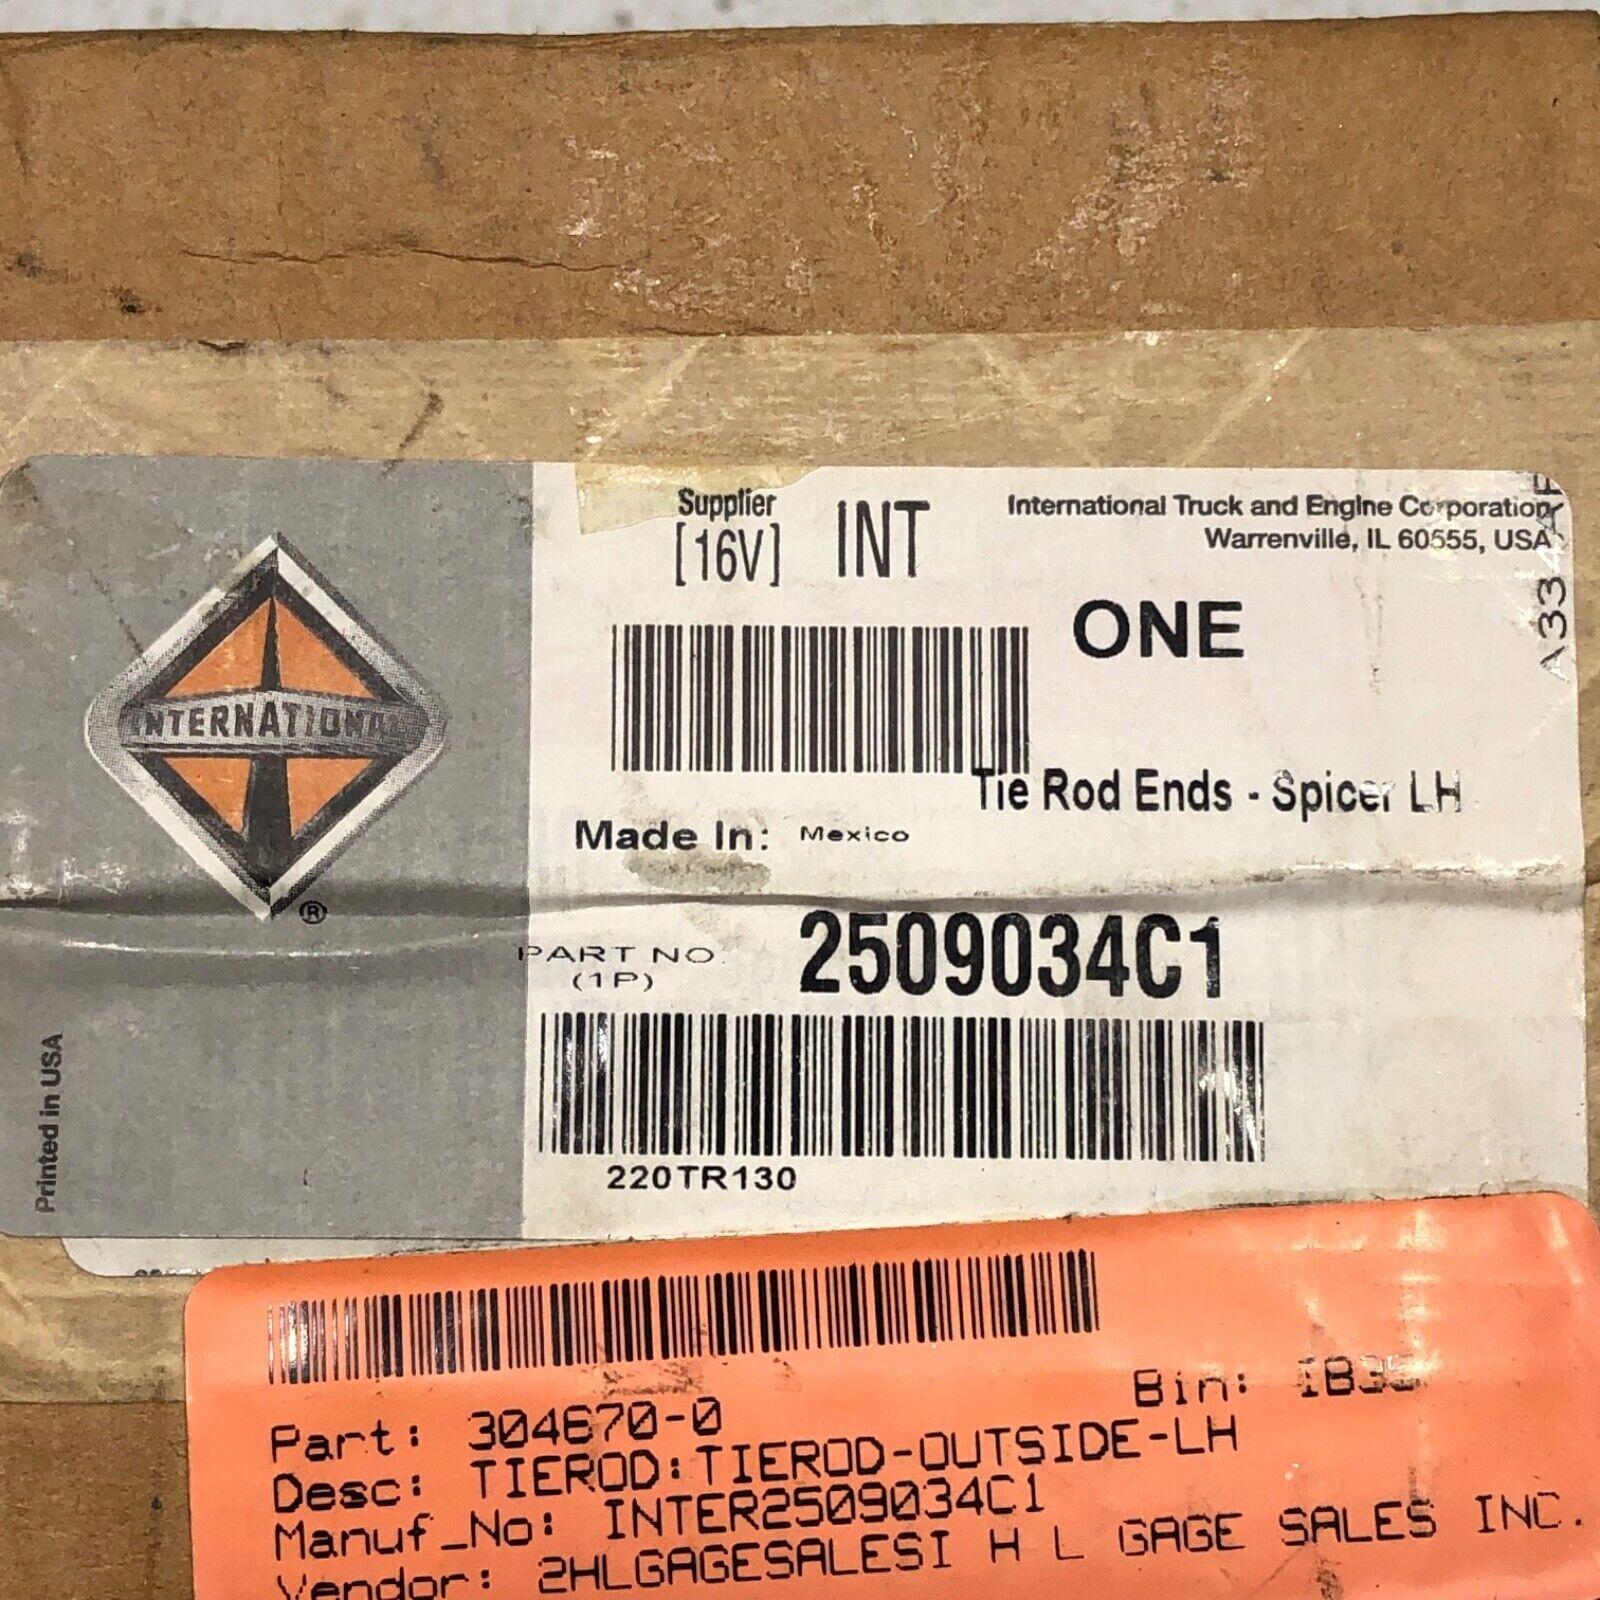 Supplier
[16V] INT
International Truck and Engine Corporation
Warrenville, IL 60555, USA
ONE
INTERNATIONAL
®
Tie Rod Ends - Spicer LH
Made In: Mexico
PART NO.
(1P)
2509034C1
Printed in USA
220TR130
Bin:
Part: 304670-0
Desc: TIEROD:TIEROD-OUTSIDE-LH
Manuf_No: INTER2509034C1
Vendor: 2HLGAGESALESI H L GAGE SALES INC.